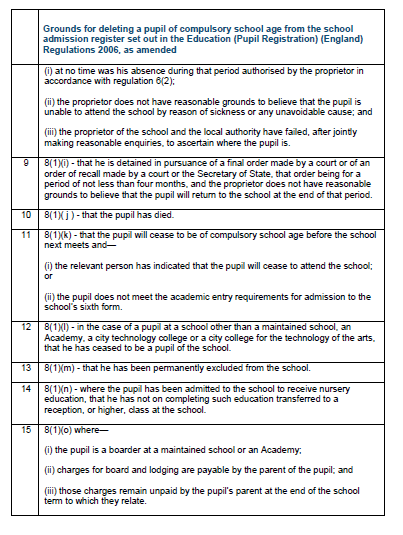 Grounds for deleting a pupil of compulsory school age from the school
admission register set out in the Education (Pupil Registration) (England)
Regulations 2006, as amended
(i) at no time was his absence during that period authorised by the proprietor in
accordance with regulation 6(2);
(ii) the proprietor does not have reasonable grounds to believe that the pupil is
unable to attend the school by reason of sickness or any unavoidable cause; and
(iii) the proprietor of the school and the local authority have failed, after jointly
making reasonable enquiries, to ascertain where the pupil is.
9 8(1)(i) - that he is detained in pursuance of a final order made by a court or of an
order of recall made by a court or the Secretary of State, that order being for a
period of not less than four months, and the proprietor does not have reasonable
grounds to believe that the pupil will return to the school at the end of that period.
10 8(1)( j ) - that the pupil has died.
11 8(1)(k) - that the pupil will cease to be of compulsory school age before the school
next meets and—
(i) the relevant person has indicated that the pupil will cease to attend the school;
or
(ii) the pupil does not meet the academic entry requirements for admission to the
school's sixth form.
12 8(1)(l) - in the case of a pupil at a school other than a maintained school, an
Academy, a city technology college or a city college for the technology of the arts,
that he has ceased to be a pupil of the school.
13 8(1)(m) - that he has been permanently excluded from the school.
14 8(1)(n) - where the pupil has been admitted to the school to receive nursery
education, that he has not on completing such education transferred to a
reception, or higher, class at the school.
15 8(1)(o) where—
(i) the pupil is a boarder at a maintained school or an Academy;
(ii) charges for board and lodging are payable by the parent of the pupil; and
(iii) those charges remain unpaid by the pupil's parent at the end of the school
term to which they relate.